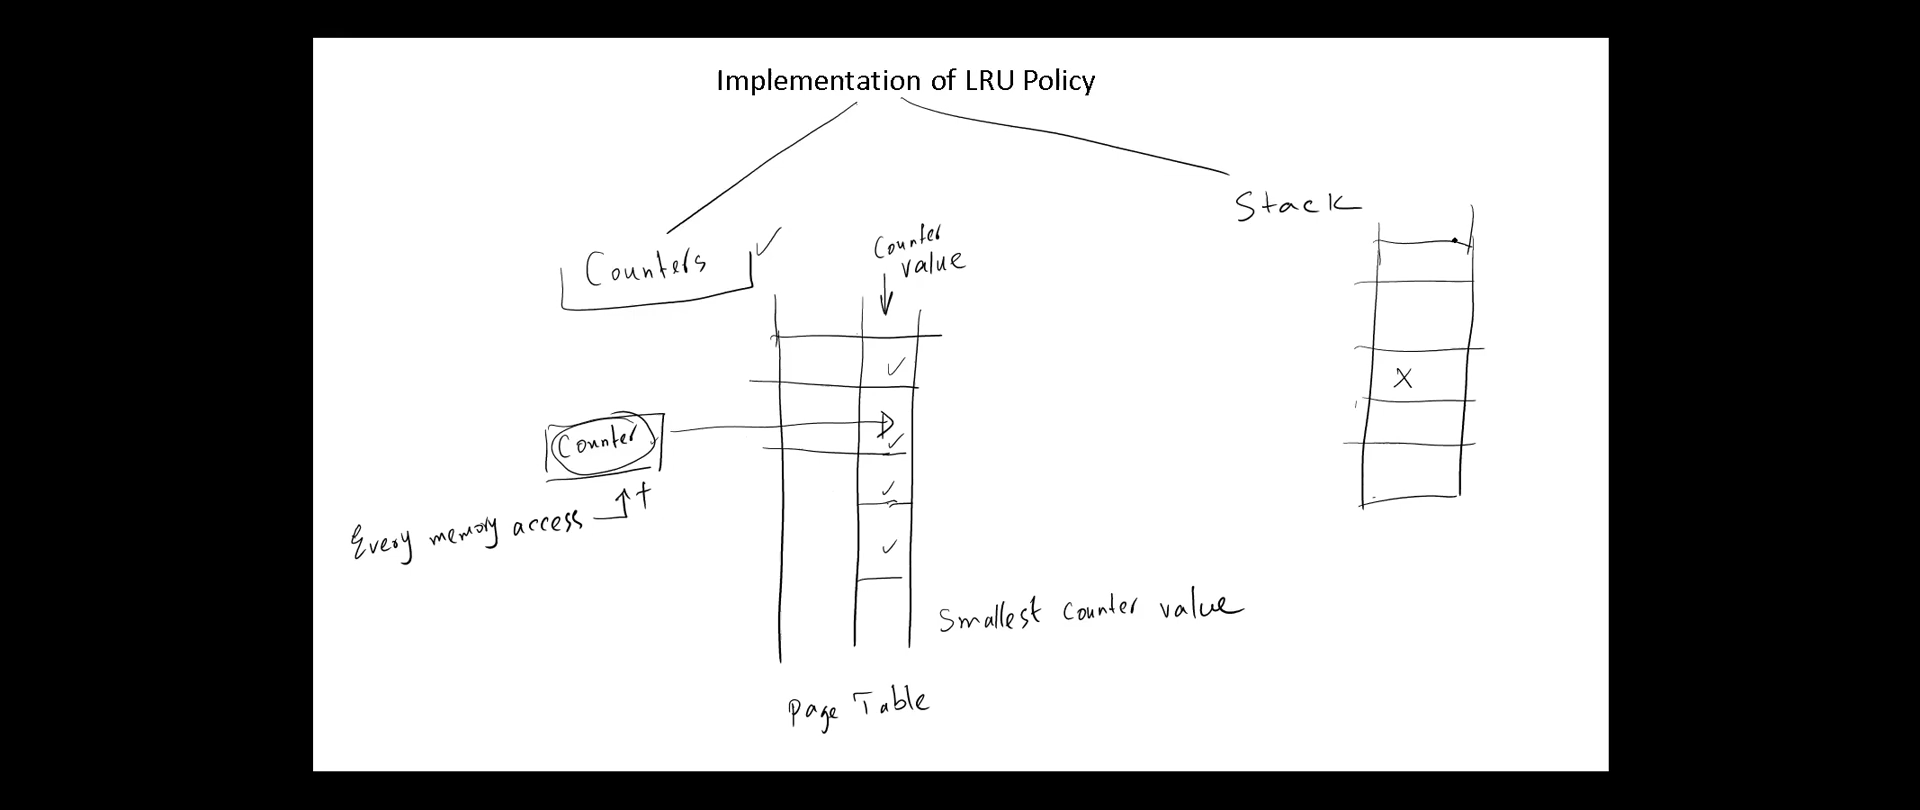 Implementation of LRU Policy
Stack
Counters
Counter
value
X
Counter
+
Every memory access
Smallest counter value
Page Table